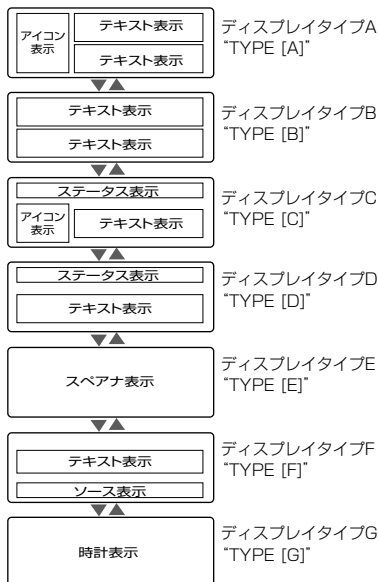 アイコン
表示
テキスト表示
テキスト表示
ディスプレイタイプA
“TYPE [A]”
テキスト表示
テキスト表示
ディスプレイタイプB
“TYPE [B]”
ステータス表示
アイコン
表示
テキスト表示
ディスプレイタイプC
“TYPE [C]”
ステータス表示
テキスト表示
ディスプレイタイプD
“TYPE [D]”
スペアナ表示
ディスプレイタイプE
“TYPE [E]”
テキスト表示
ソース表示
ディスプレイタイプF
“TYPE [F]”
時計表示
ディスプレイタイプG
“TYPE [G]”